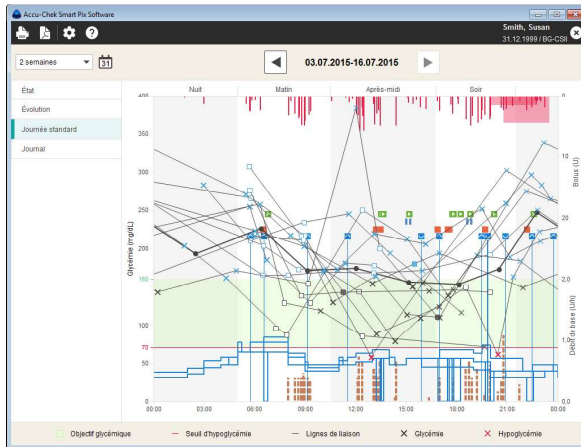 Accu-Chek Smart Pix Software
Smith, Susan
31.12.1999 / BG-CSII
2 semaines
31
03.07.2015-16.07.2015
État
Évolution
Journée standard
Journal
Nuit Matin Après-midi Soir
400 0
350
300 10
250
200 20
160 2,0
100
70 1,0
50
0 0,0
Glycémie (mg/dL)
Bolus (U)
Débit de base (U/h)
00:00 03:00 06:00 09:00 12:00 15:00 18:00 21:00 00:00
Objectif glycémique Seuil d'hypoglycémie Lignes de liaison Glycémie Hypoglycémie